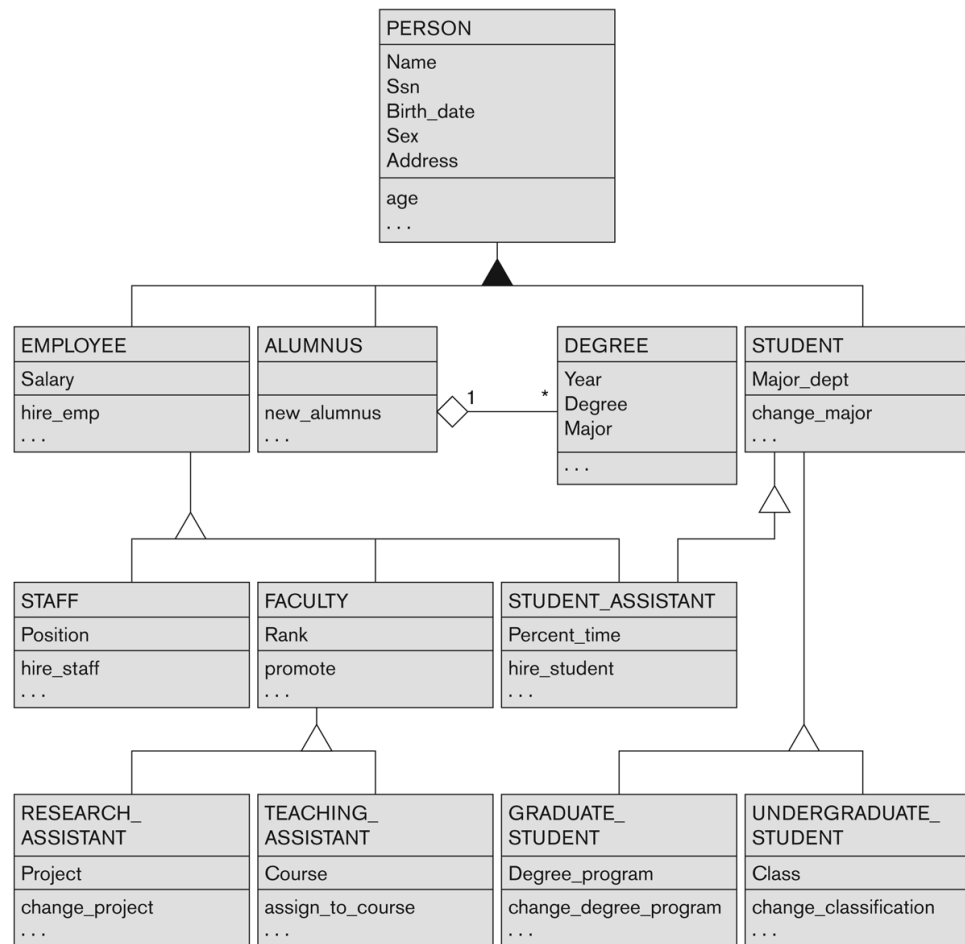 PERSON
Name
Ssn
Birth_date
Sex
Address
age
. . .
EMPLOYEE
Salary
hire_emp
. . .
ALUMNUS
new_alumnus
. . .
1
*
DEGREE
Year
Degree
Major
. . .
STUDENT
Major_dept
change_major
. . .
STAFF
Position
hire_staff
. . .
FACULTY
Rank
promote
. . .
STUDENT_ASSISTANT
Percent_time
hire_student
. . .
RESEARCH_
ASSISTANT
Project
change_project
. . .
TEACHING_
ASSISTANT
Course
assign_to_course
. . .
GRADUATE_
STUDENT
Degree_program
change_degree_program
. . .
UNDERGRADUATE_
STUDENT
Class
change_classification
. . .